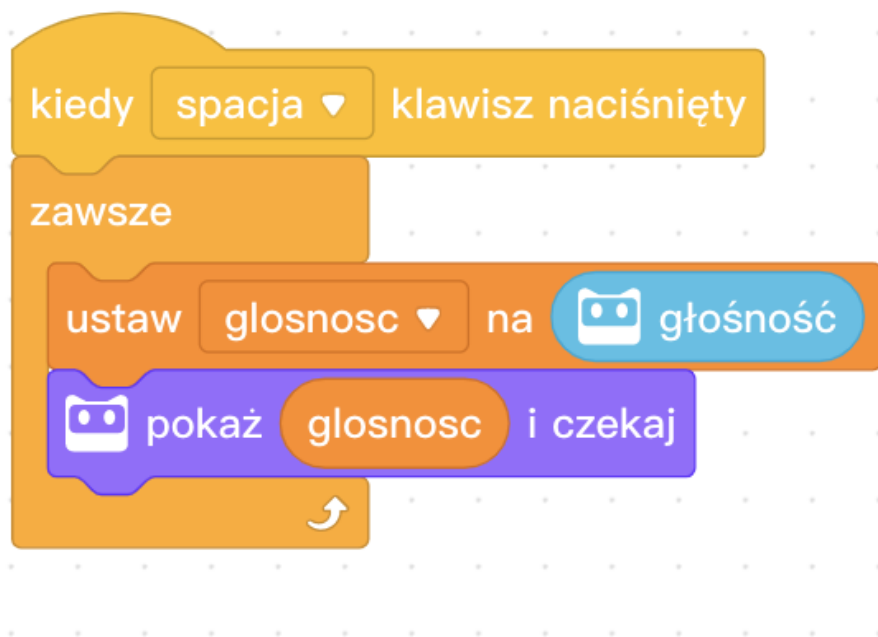 kiedy spacja klawisz naciśnięty
zawsze
ustaw glosnosc na głośność
pokaż glosnosc i czekaj